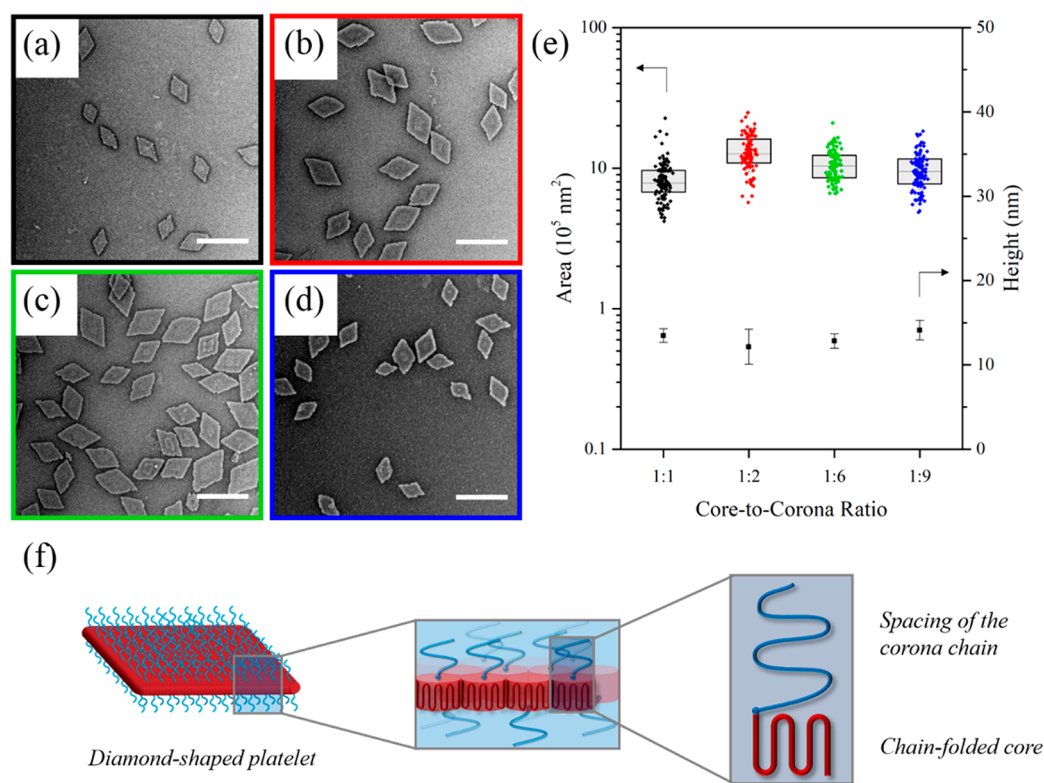 (a)
(b)
(c)
(d)
(e)
100
10
1
0.1
Area (10⁵ nm²)
50
40
30
20
10
0
Height (nm)
1:1
1:2
1:6
1:9
Core-to-Corona Ratio
(f)
Diamond-shaped platelet
Spacing of the
corona chain
Chain-folded core